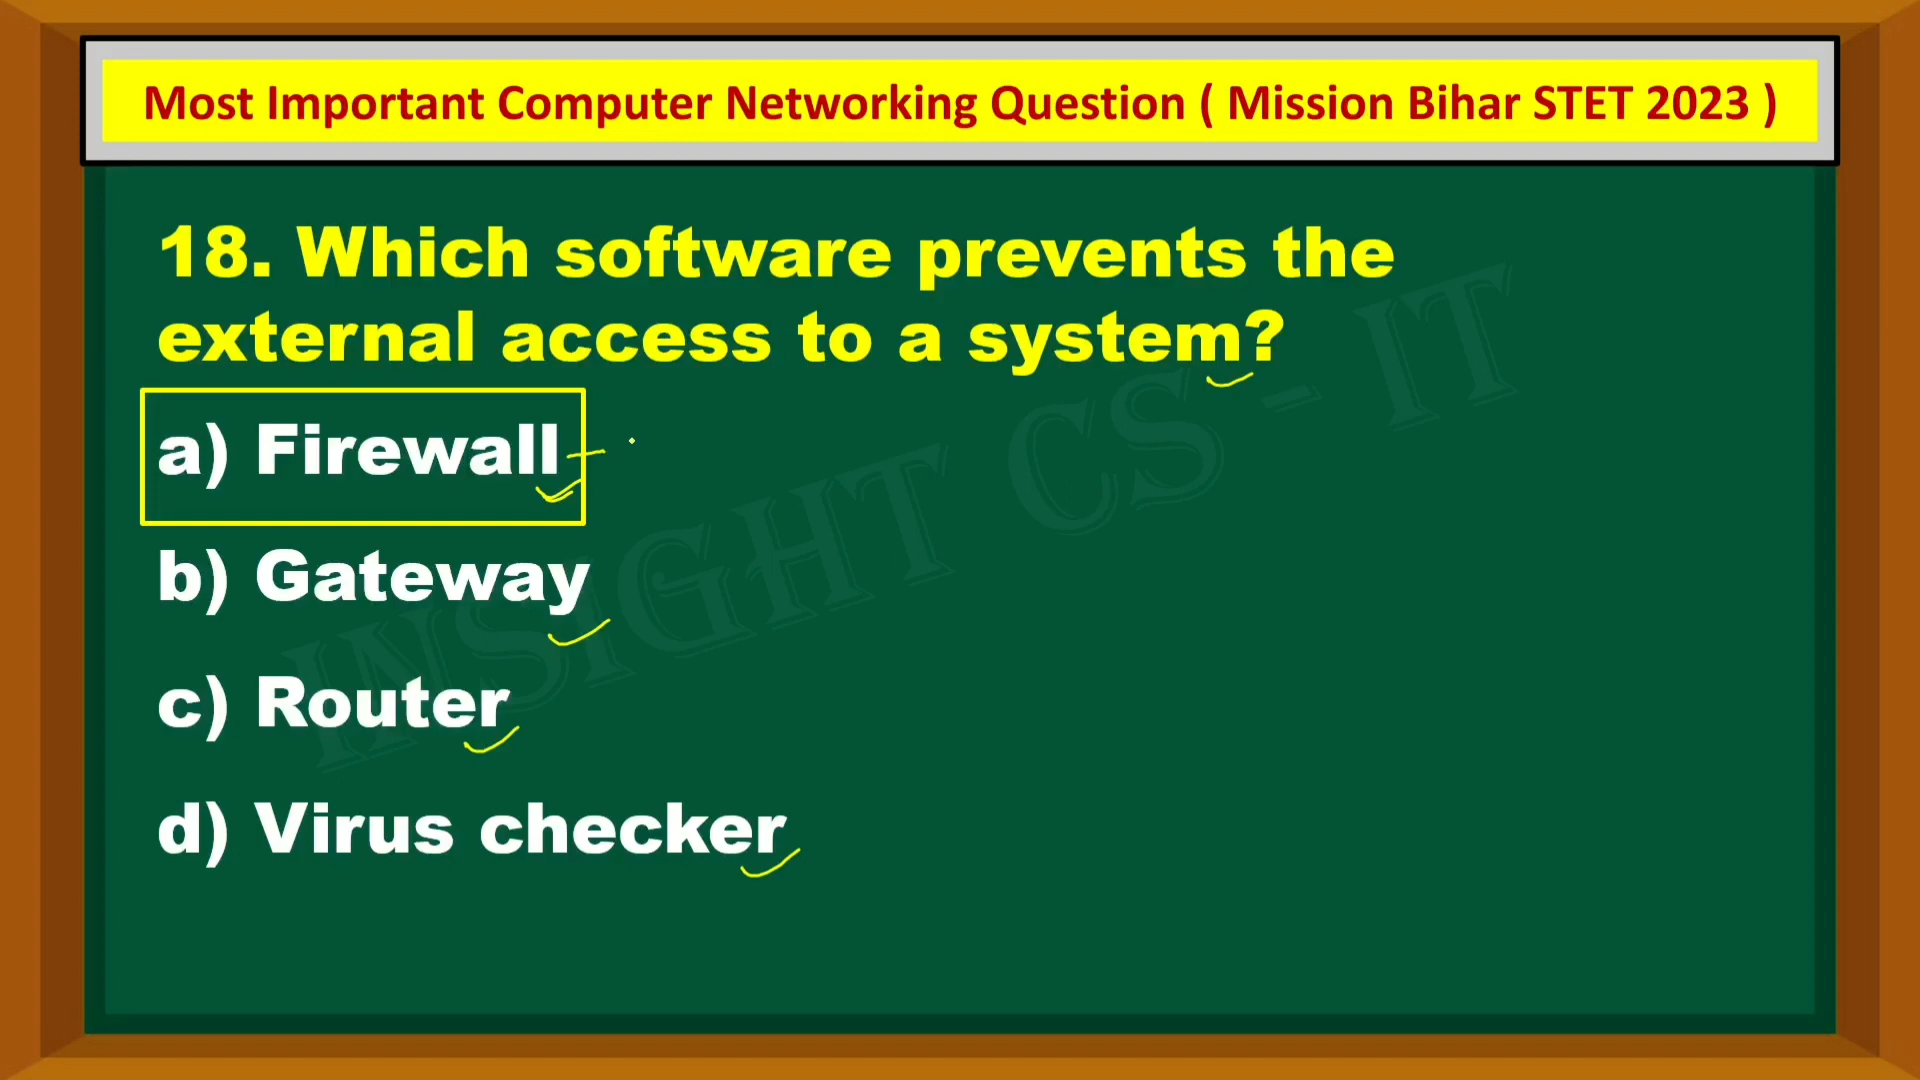 Most Important Computer Networking Question ( Mission Bihar STET 2023 )
18. Which software prevents the
external access to a system?
a) Firewall
b) Gateway
c) Router
d) Virus checker
INSIGHT CS - IT